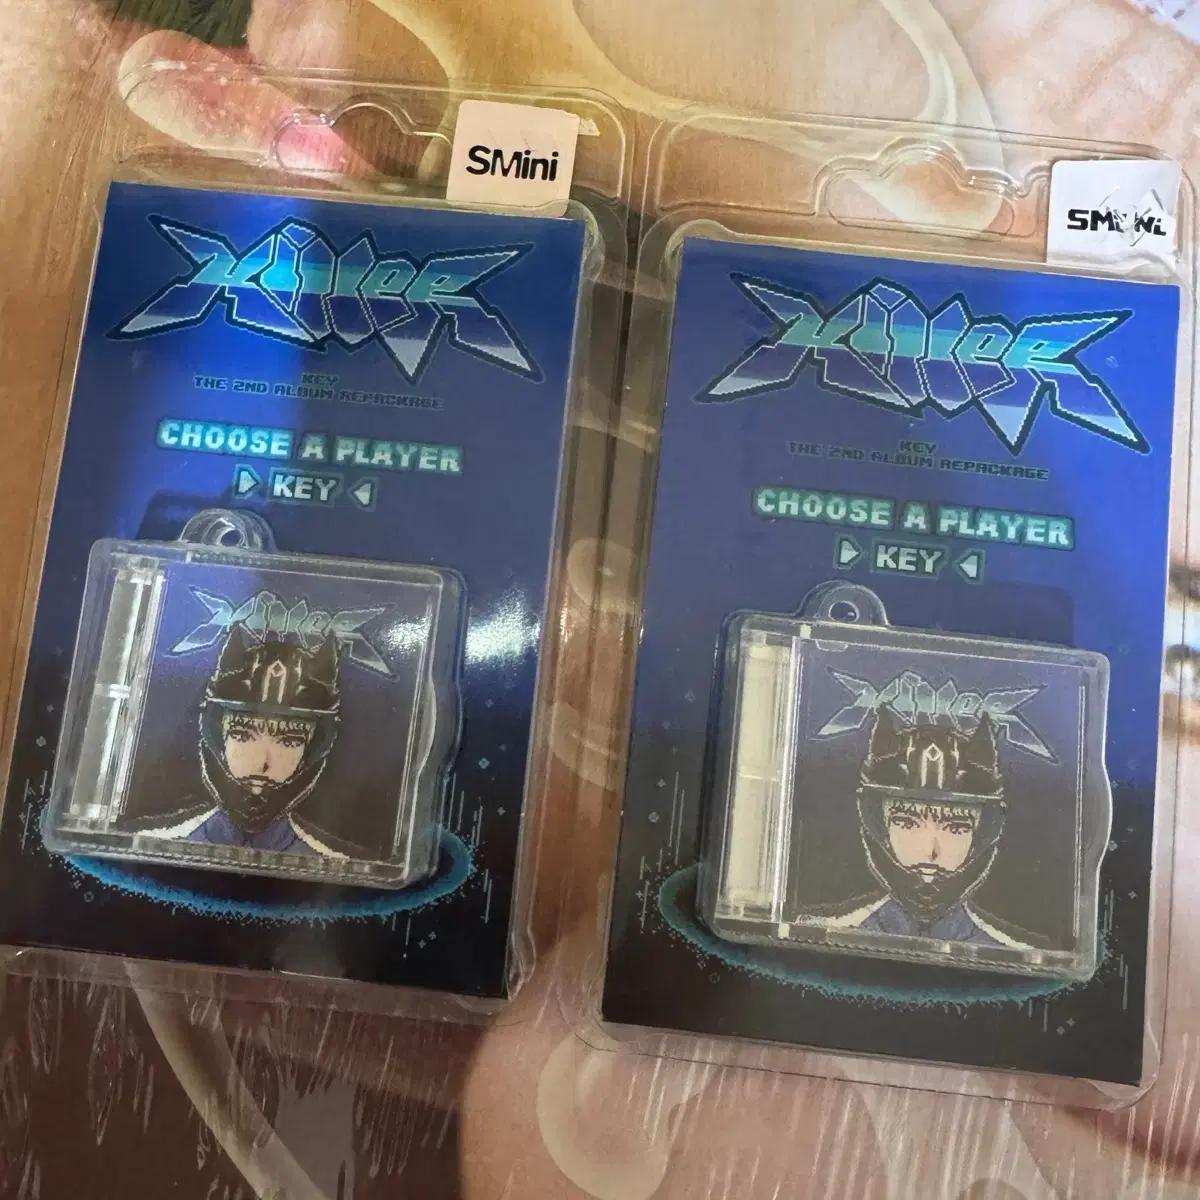 SMini
Killer
KEY
THE 2ND ALBUM REPACKAGE
CHOOSE A PLAYER
KEY
Killer
SMiNi
Killer
KEY
THE 2ND ALBUM REPACKAGE
CHOOSE A PLAYER
KEY
Killer